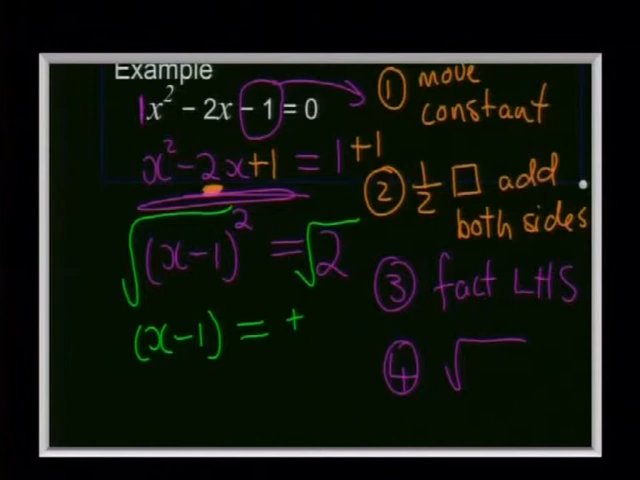 Example
1x² − 2x − 1 = 0
x² − 2x + 1 = 1 + 1
√(x − 1)² = √2
(x − 1) = +
① move
constant
② 1/2 □ add
both sides
③ fact LHS
④ √